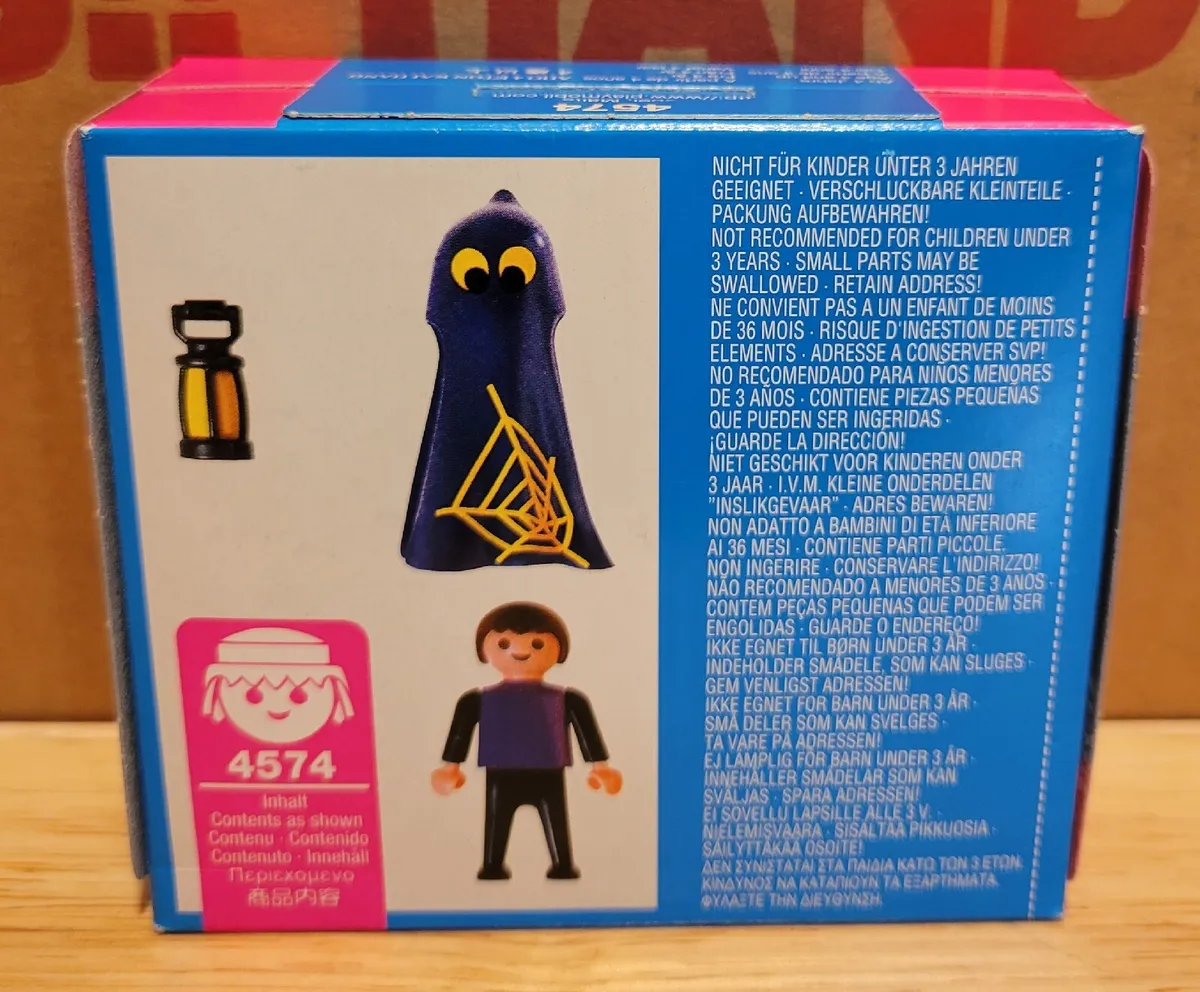 4574
http://www.playmobil.com
NICHT FÜR KINDER UNTER 3 JAHREN
GEEIGNET · VERSCHLUCKBARE KLEINTEILE ·
PACKUNG AUFBEWAHREN!
NOT RECOMMENDED FOR CHILDREN UNDER
3 YEARS · SMALL PARTS MAY BE
SWALLOWED · RETAIN ADDRESS!
NE CONVIENT PAS A UN ENFANT DE MOINS
DE 36 MOIS · RISQUE D'INGESTION DE PETITS
ELEMENTS · ADRESSE A CONSERVER SVP!
NO RECOMENDADO PARA NIÑOS MENORES
DE 3 AÑOS · CONTIENE PIEZAS PEQUEÑAS
QUE PUEDEN SER INGERIDAS ·
¡GUARDE LA DIRECCIÓN!
NIET GESCHIKT VOOR KINDEREN ONDER
3 JAAR · I.V.M. KLEINE ONDERDELEN
"INSLIKGEVAAR" · ADRES BEWAREN!
NON ADATTO A BAMBINI DI ETÀ INFERIORE
AI 36 MESI · CONTIENE PARTI PICCOLE.
NON INGERIRE · CONSERVARE L'INDIRIZZO!
NÃO RECOMENDADO A MENORES DE 3 ANOS ·
CONTEM PEÇAS PEQUENAS QUE PODEM SER
ENGOLIDAS · GUARDE O ENDEREÇO!
IKKE EGNET TIL BØRN UNDER 3 ÅR ·
INDEHOLDER SMÅDELE, SOM KAN SLUGES ·
GEM VENLIGST ADRESSEN!
IKKE EGNET FOR BARN UNDER 3 ÅR ·
SMÅ DELER SOM KAN SVELGES ·
TA VARE PÅ ADRESSEN!
EJ LÄMPLIG FÖR BARN UNDER 3 ÅR ·
INNEHÅLLER SMÅDELAR SOM KAN
SVÄLJAS · SPARA ADRESSEN!
EI SOVELLU LAPSILLE ALLE 3 V. ·
NIELEMISVAARA · SISÄLTÄÄ PIKKUOSIA ·
SÄILYTTÄKÄÄ OSOITE!
ΔΕΝ ΣΥΝΙΣΤΑΤΑΙ ΣΤΑ ΠΑΙΔΙΑ ΚΑΤΩ ΤΩΝ 3 ΕΤΩΝ.
ΚΙΝΔΥΝΟΣ ΝΑ ΚΑΤΑΠΙΟΥΝ ΤΑ ΕΞΑΡΤΗΜΑΤΑ.
ΦΥΛΑΞΤΕ ΤΗΝ ΔΙΕΥΘΥΝΣΗ.
4574
Inhalt
Contents as shown
Contenu · Contenido
Contenuto · Innehåll
Περιεχομενο
商品内容